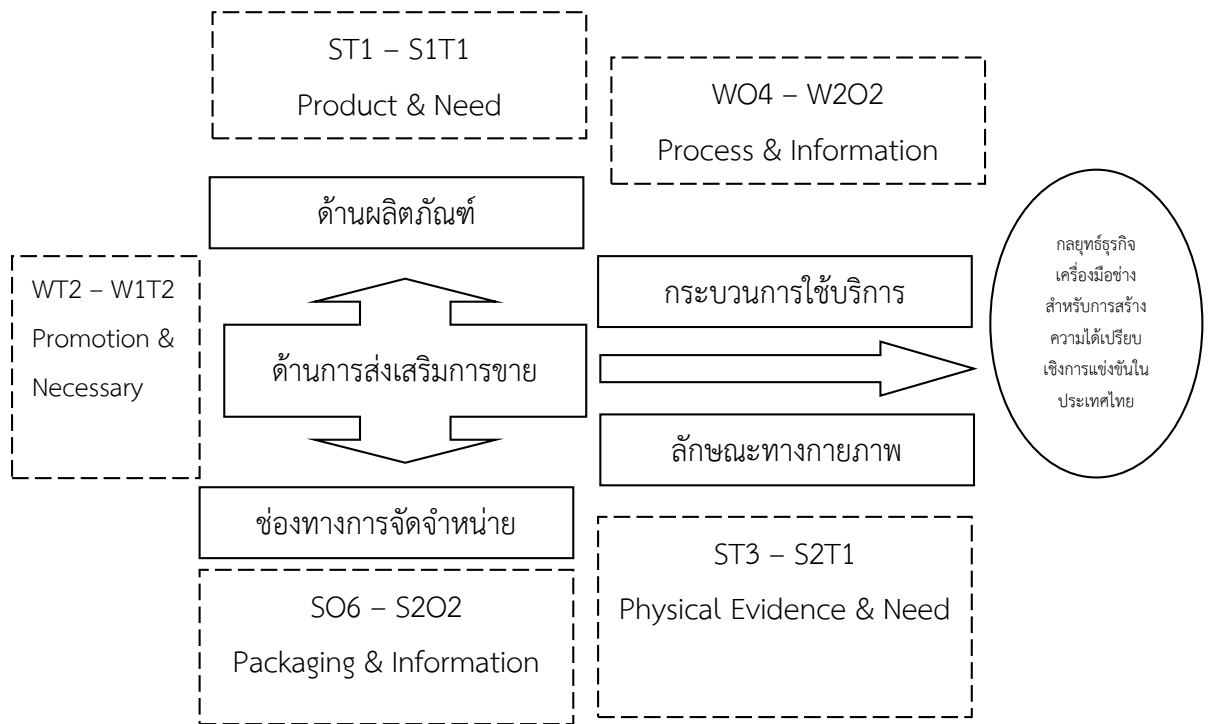 ST1 – S1T1
Product & Need
WO4 – W2O2
Process & Information
ด้านผลิตภัณฑ์
WT2 – W1T2
Promotion &
Necessary
ด้านการส่งเสริมการขาย
กระบวนการใช้บริการ
ลักษณะทางกายภาพ
กลยุทธ์ธุรกิจ
เครื่องมือช่าง
สำหรับการสร้าง
ความได้เปรียบ
เชิงการแข่งขันใน
ประเทศไทย
ช่องทางการจัดจำหน่าย
SO6 – S2O2
Packaging & Information
ST3 – S2T1
Physical Evidence & Need